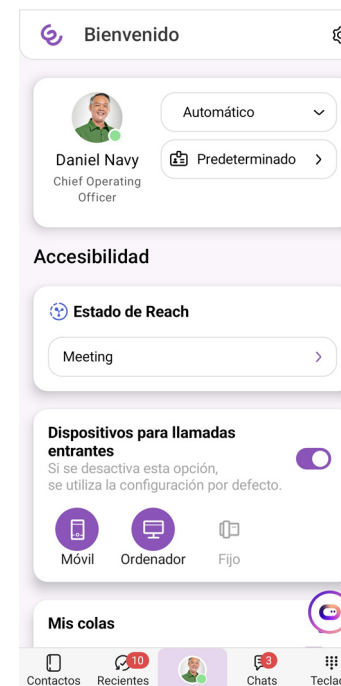 Bienvenido
Automático
Predeterminado
Daniel Navy
Chief Operating
Officer
Accesibilidad
Estado de Reach
Meeting
Dispositivos para llamadas
entrantes
Si se desactiva esta opción,
se utiliza la configuración por defecto.
Móvil Ordenador Fijo
Mis colas
10 3
Contactos Recientes Chats Teclad